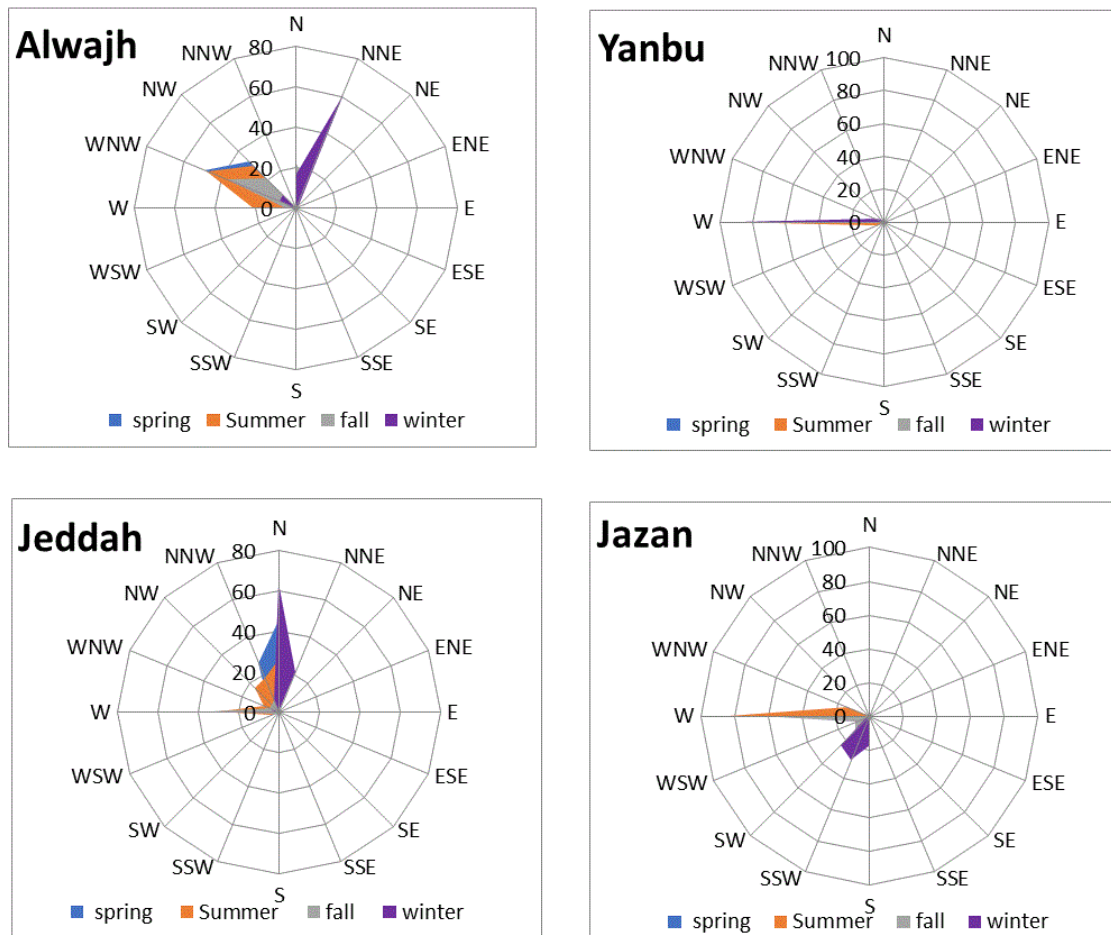 Alwajh
N
NNE
NE
ENE
E
ESE
SE
SSE
S
SSW
SW
WSW
W
WNW
NW
NNW
80
60
40
20
0
spring Summer fall winter
Yanbu
N
NNE
NE
ENE
E
ESE
SE
SSE
S
SSW
SW
WSW
W
WNW
NW
NNW
100
80
60
40
20
0
spring Summer fall winter
Jeddah
N
NNE
NE
ENE
E
ESE
SE
SSE
S
SSW
SW
WSW
W
WNW
NW
NNW
80
60
40
20
0
spring Summer fall winter
Jazan
N
NNE
NE
ENE
E
ESE
SE
SSE
S
SSW
SW
WSW
W
WNW
NW
NNW
100
80
60
40
20
0
spring Summer fall winter